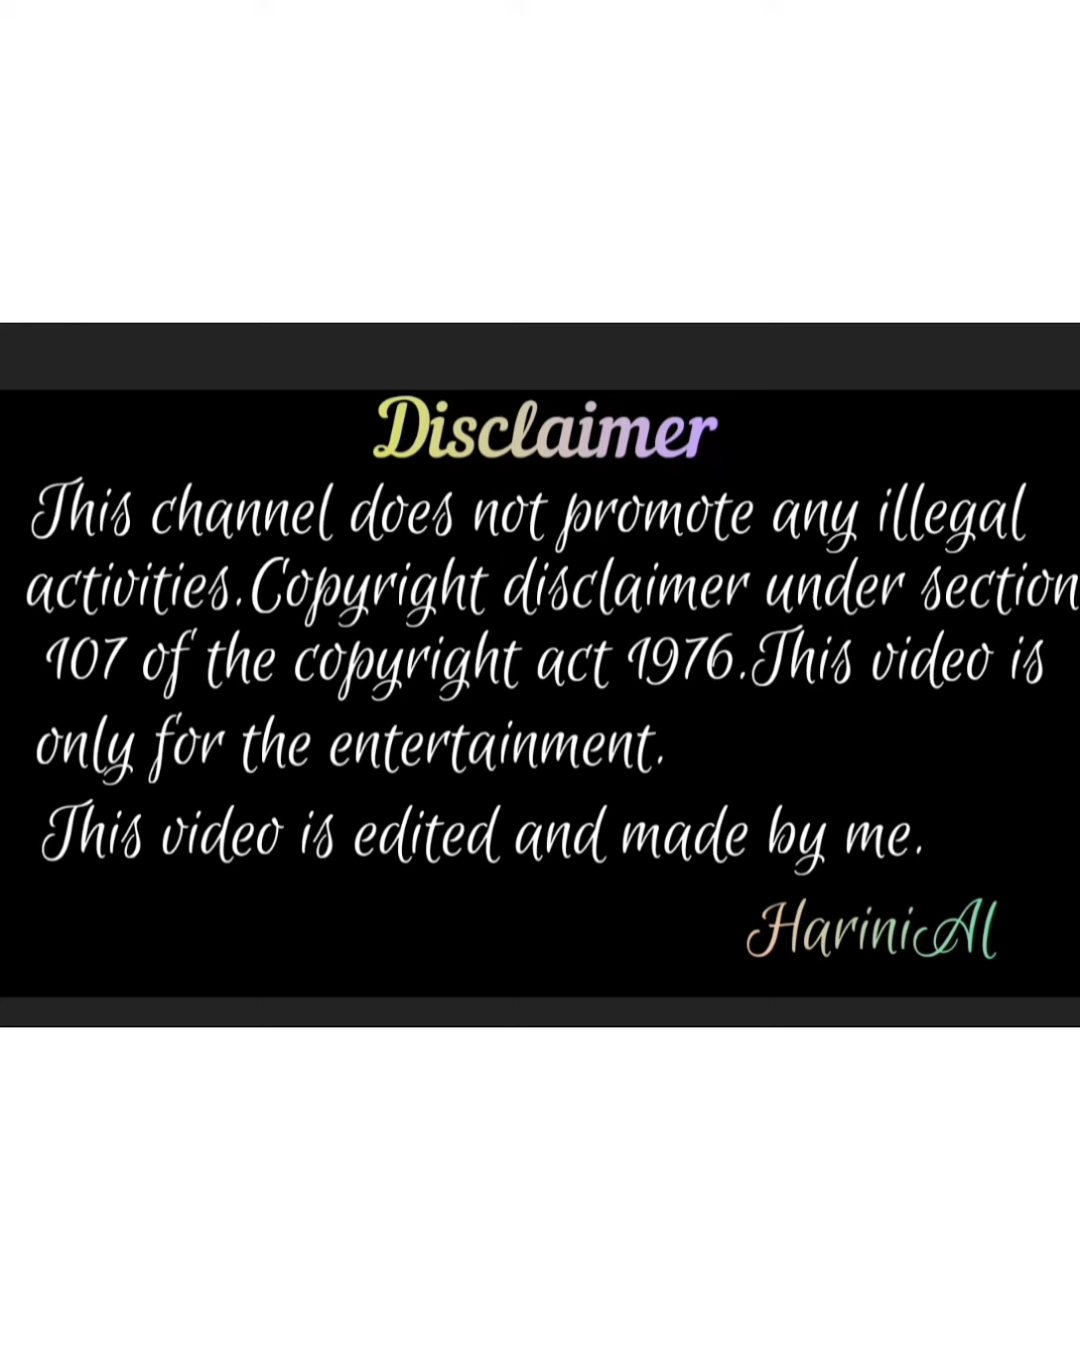 Disclaimer
This channel does not promote any illegal
activities.Copyright disclaimer under section
107 of the copyright act 1976.This video is
only for the entertainment.
This video is edited and made by me.
HariniAl